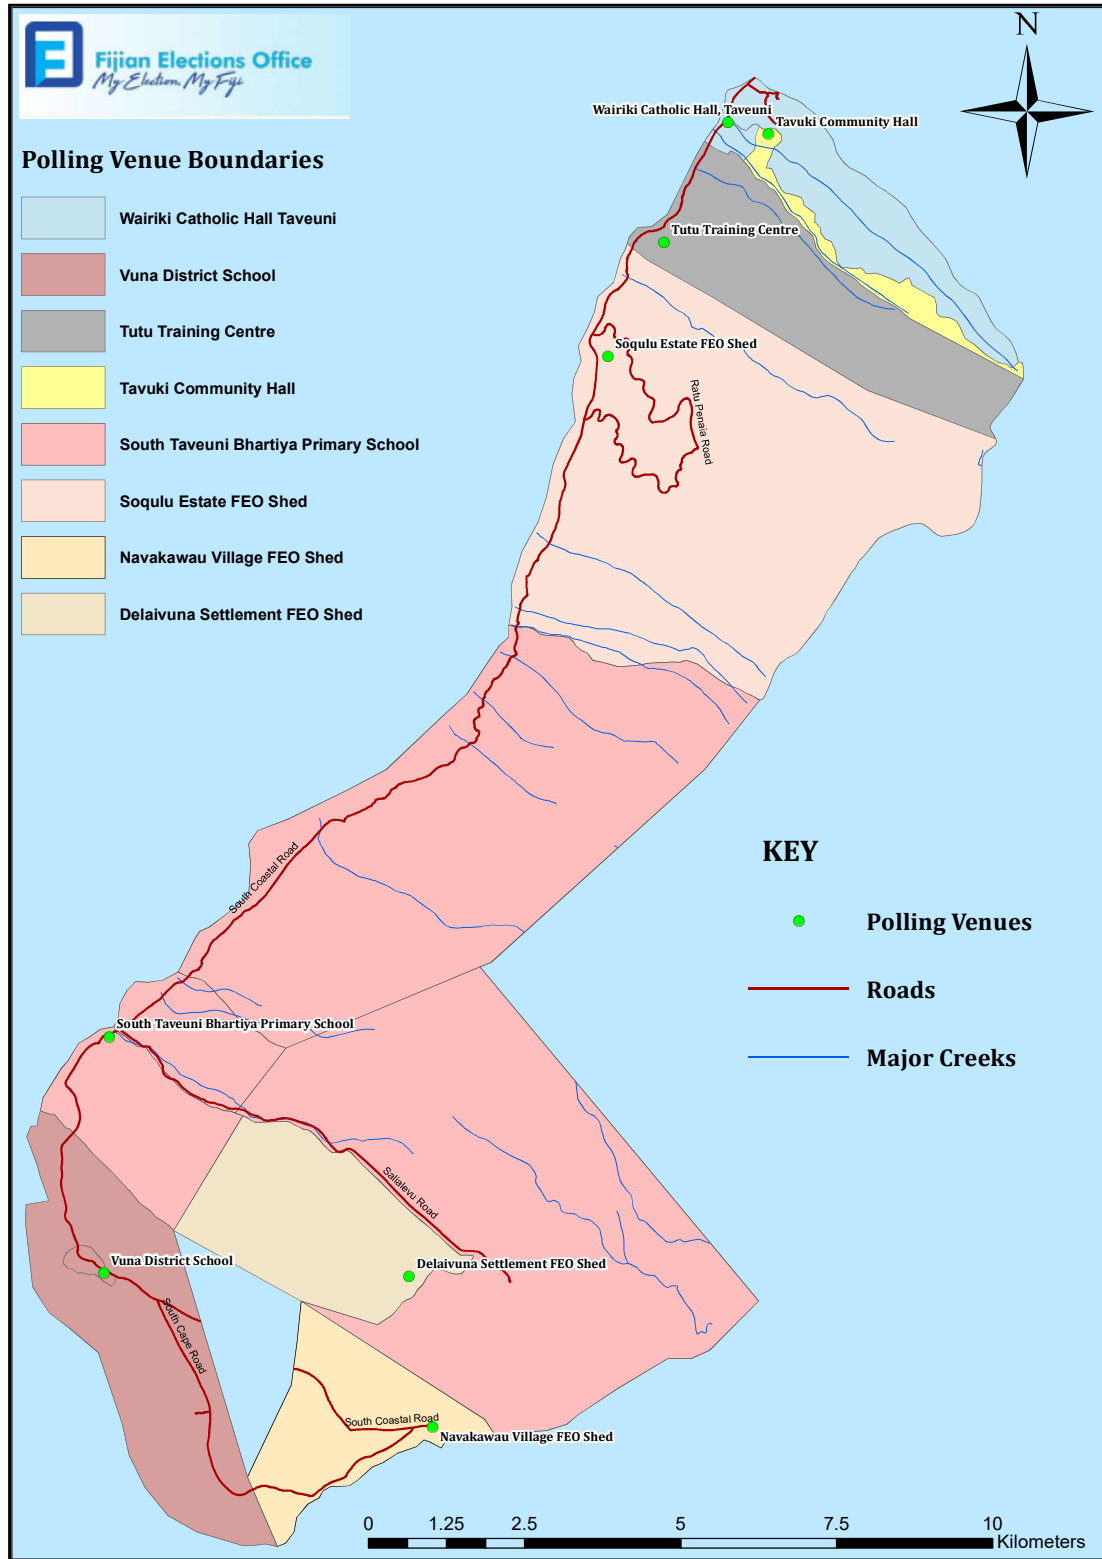 Fijian Elections Office
My Election, My Fiji
N
Polling Venue Boundaries
Wairiki Catholic Hall Taveuni
Vuna District School
Tutu Training Centre
Tavuki Community Hall
South Taveuni Bhartiya Primary School
Soqulu Estate FEO Shed
Navakawau Village FEO Shed
Delaivuna Settlement FEO Shed
Wairiki Catholic Hall, Taveuni
Tavuki Community Hall
Tutu Training Centre
Soqulu Estate FEO Shed
Ratu Penaia Road
South Coastal Road
South Taveuni Bhartiya Primary School
Salialevu Road
Vuna District School
Delaivuna Settlement FEO Shed
South Cape Road
South Coastal Road
Navakawau Village FEO Shed
KEY
Polling Venues
Roads
Major Creeks
0 1.25 2.5 5 7.5 10
Kilometers